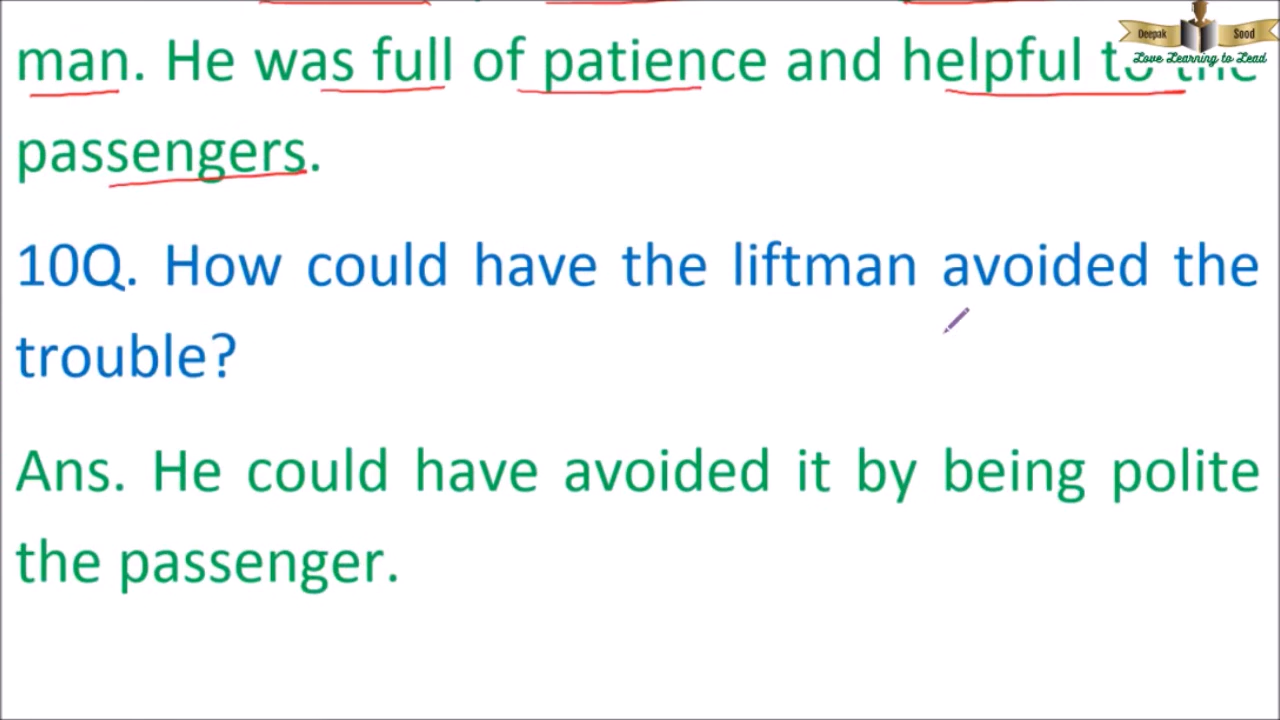 Deepak Sood
Love Learning to Lead
man. He was full of patience and helpful to the
passengers.
10Q. How could have the liftman avoided the
trouble?
Ans. He could have avoided it by being polite
the passenger.